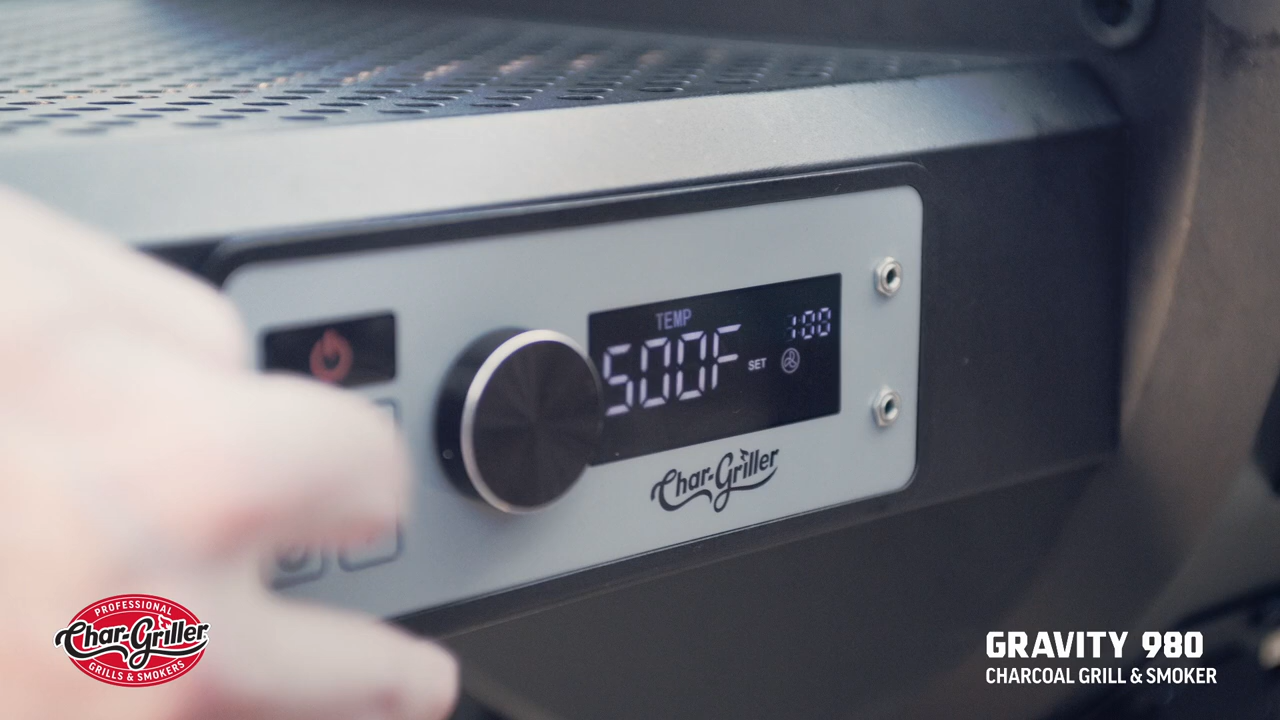 TEMP
100
500F
SET
Char-Griller
PROFESSIONAL
Char-Griller
GRILLS & SMOKERS
GRAVITY 980
CHARCOAL GRILL & SMOKER